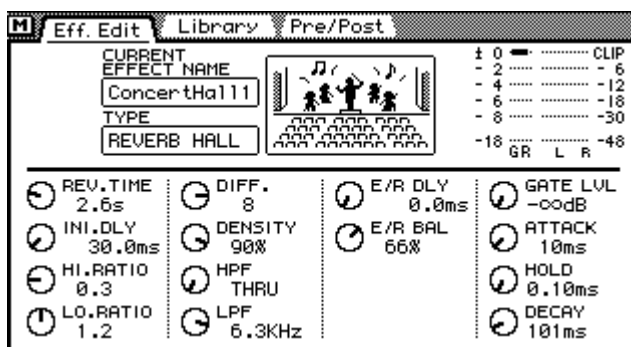 M Eff. Edit Library Pre/Post
CURRENT
EFFECT NAME
ConcertHall1
TYPE
REVERB HALL
± 0 CLIP
- 2 - 6
- 4 -12
- 6 -18
- 8 -30
-18 -48
GR L R
REV.TIME
2.6s
INI.DLY
30.0ms
HI.RATIO
0.3
LO.RATIO
1.2
DIFF.
8
DENSITY
90%
HPF
THRU
LPF
6.3KHz
E/R DLY
0.0ms
E/R BAL
66%
GATE LVL
-∞dB
ATTACK
10ms
HOLD
0.10ms
DECAY
101ms